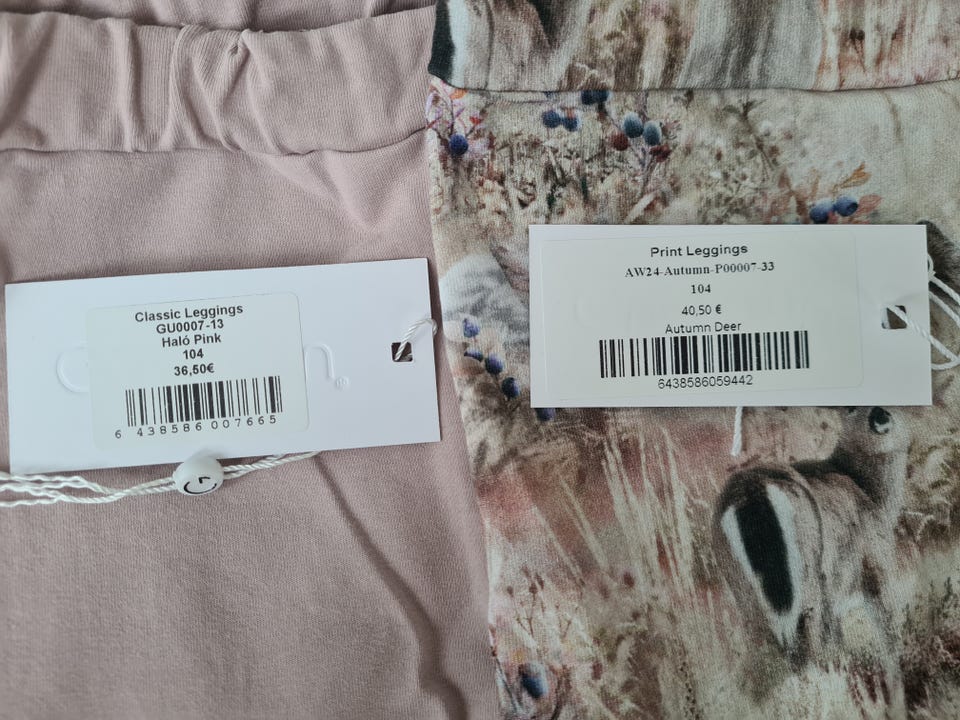 Classic Leggings
GU0007-13
Haló Pink
104
36,50€
6 438586 007665
Print Leggings
AW24-Autumn-P00007-33
104
40,50 €
Autumn Deer
6438586059442